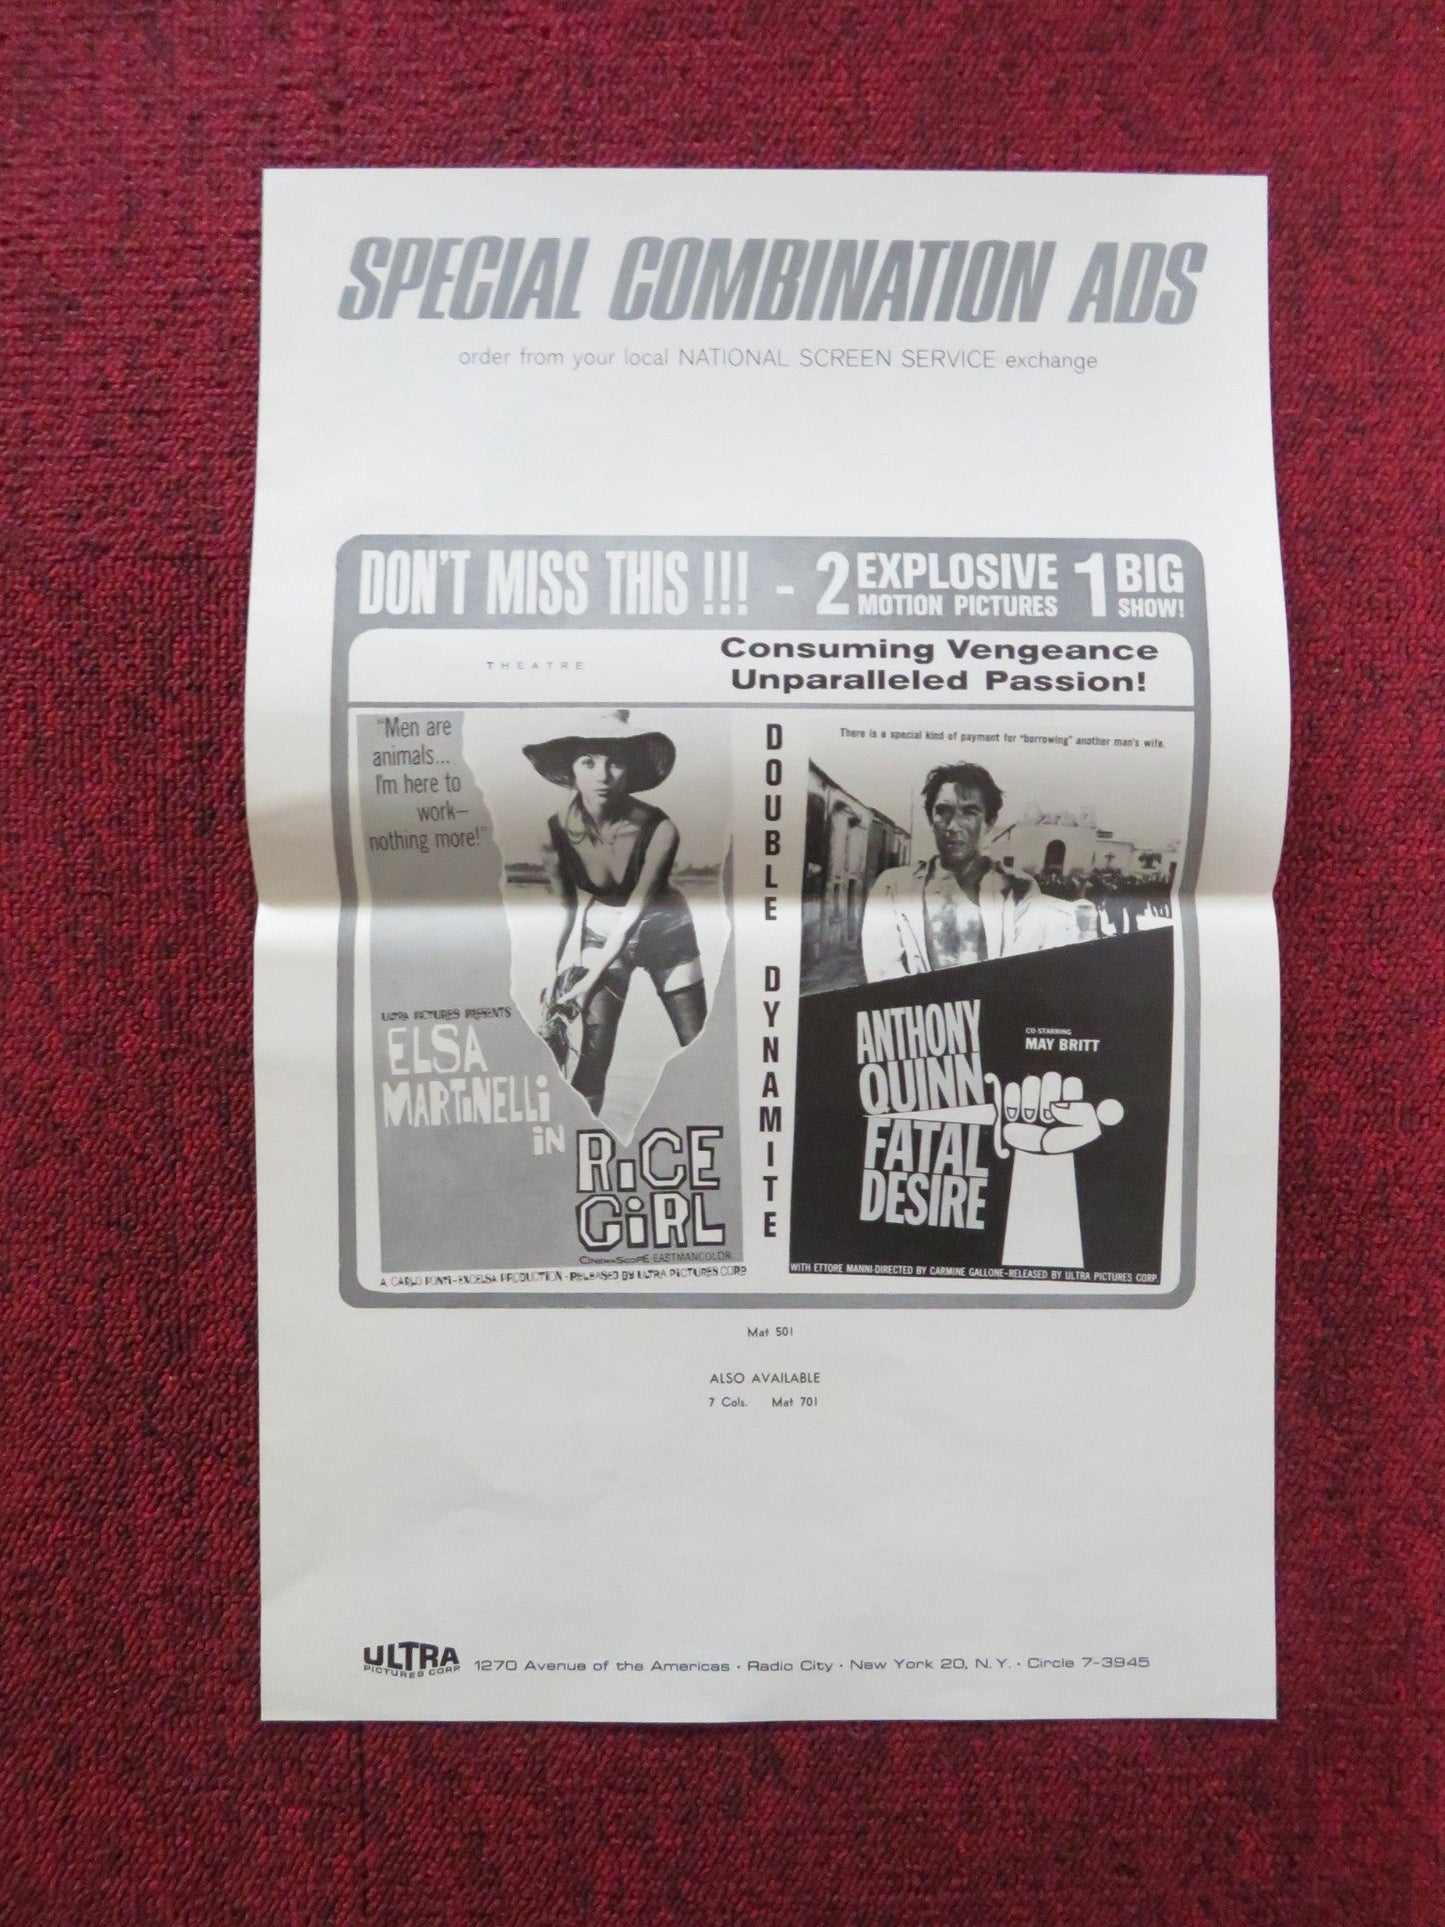 SPECIAL COMBINATION ADS
order from your local NATIONAL SCREEN SERVICE exchange
DON'T MISS THIS!!! - 2 EXPLOSIVE MOTION PICTURES 1 BIG SHOW!
THEATRE
Consuming Vengeance
Unparalleled Passion!
"Men are
animals...
I'm here to
work—
nothing more!"
ULTRA PICTURES PRESENTS
ELSA
MARTiNELLi
iN
RiCE
GiRL
CINEMASCOPE EASTMANCOLOR
A CARLO PONTI-EXCELSA PRODUCTION-RELEASED BY ULTRA PICTURES CORP
DOUBLE DYNAMITE
There is a special kind of payment for "borrowing" another man's wife.
ANTHONY
QUINN
CO-STARRING
MAY BRITT
FATAL
DESIRE
WITH ETTORE MANNI-DIRECTED BY CARMINE GALLONE-RELEASED BY ULTRA PICTURES CORP.
Mat 501
ALSO AVAILABLE
7 Cols. Mat 701
ULTRA
PICTURES CORP
1270 Avenue of the Americas · Radio City · New York 20, N.Y. · Circle 7-3945